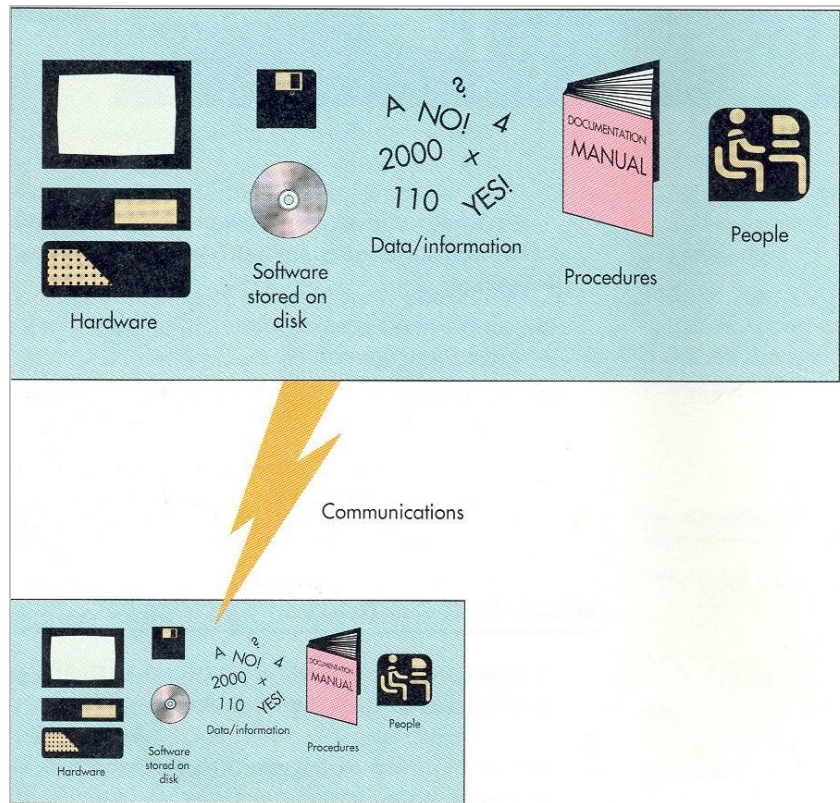 ?
A NO! 4
2000 x
110 YES!
Data/information
DOCUMENTATION
MANUAL
Procedures
People
Hardware
Software
stored on
disk
Communications
?
A NO! 4
2000 x
110 YES!
Data/information
DOCUMENTATION
MANUAL
Procedures
People
Hardware
Software
stored on
disk